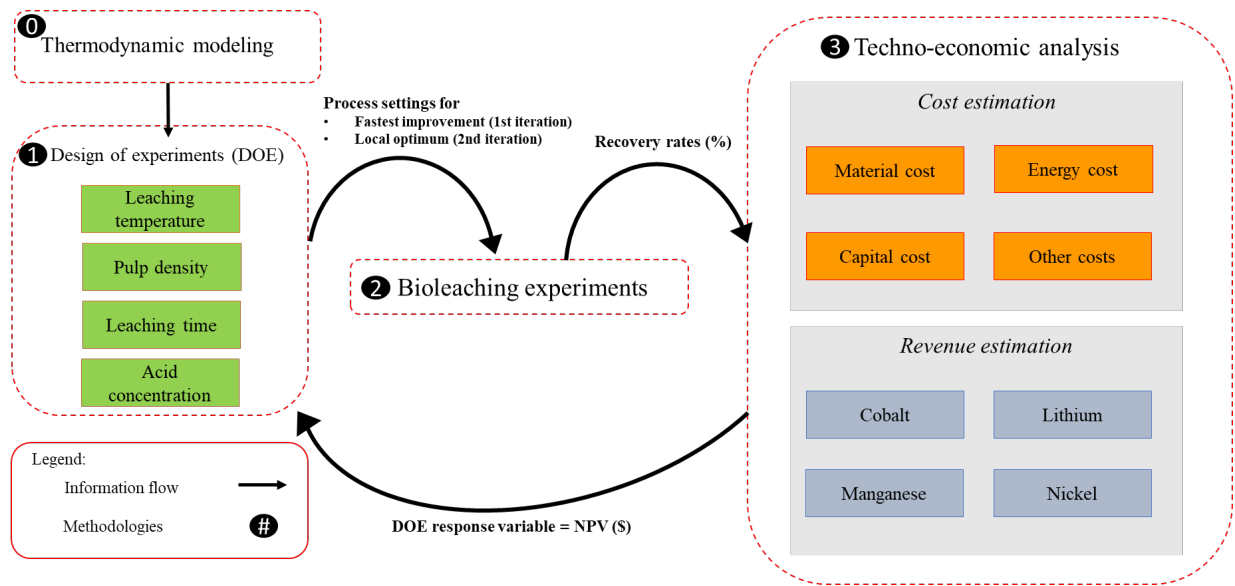 0
Thermodynamic modeling
1
Design of experiments (DOE)
Leaching
temperature
Pulp density
Leaching time
Acid
concentration
Legend:
Information flow
Methodologies #
Process settings for
• Fastest improvement (1st iteration)
• Local optimum (2nd iteration)
2 Bioleaching experiments
Recovery rates (%)
DOE response variable = NPV ($)
3 Techno-economic analysis
Cost estimation
Material cost
Energy cost
Capital cost
Other costs
Revenue estimation
Cobalt
Lithium
Manganese
Nickel